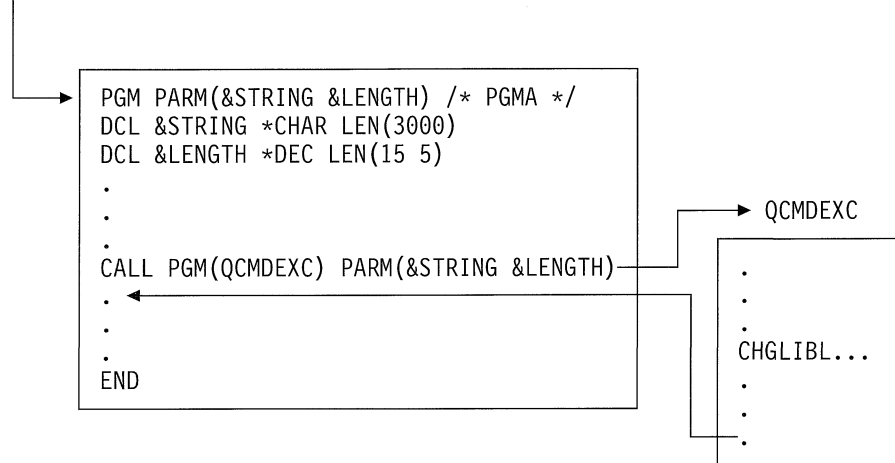 PGM PARM(&STRING &LENGTH) /* PGMA */
DCL &STRING *CHAR LEN(3000)
DCL &LENGTH *DEC LEN(15 5)
.
.
.
CALL PGM(QCMDEXC) PARM(&STRING &LENGTH)
.
.
.
END
QCMDEXC
.
.
.
CHGLIBL...
.
.
.